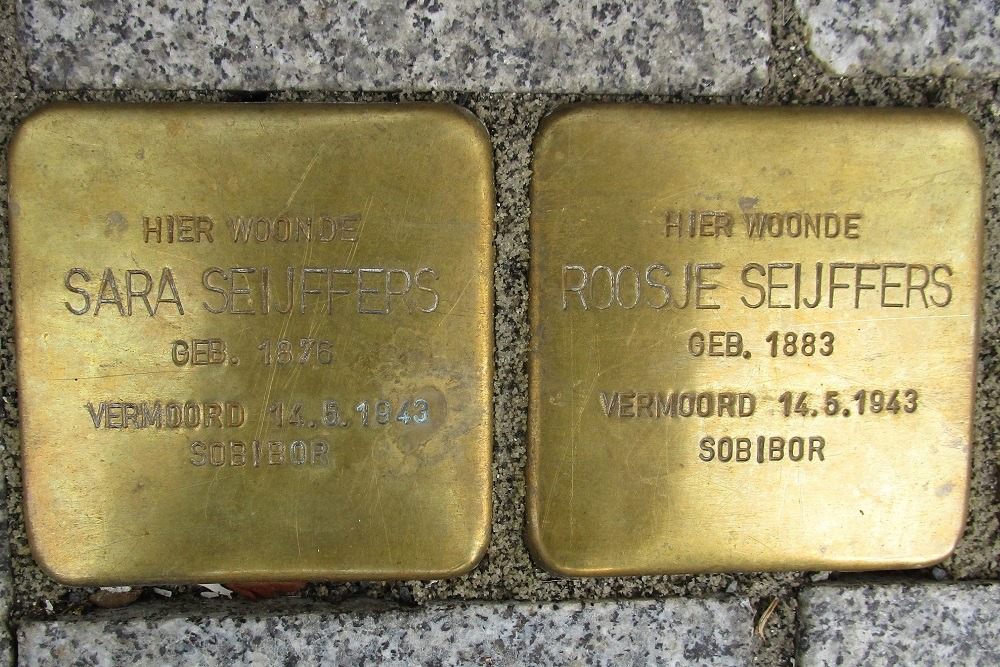 HIER WOONDE
SARA SEIJFFERS
GEB. 1876
VERMOORD 14.5.1943
SOBIBOR
HIER WOONDE
ROOSJE SEIJFFERS
GEB. 1883
VERMOORD 14.5.1943
SOBIBOR